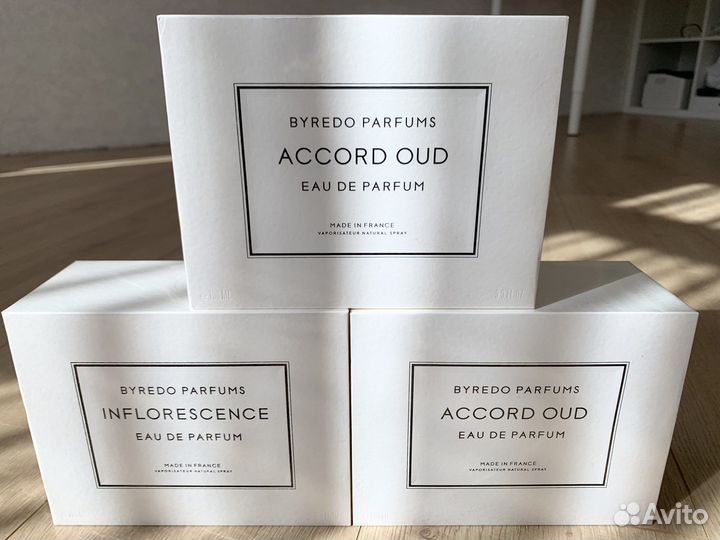 BYREDO PARFUMS
ACCORD OUD
EAU DE PARFUM
MADE IN FRANCE
VAPORISATEUR NATURAL SPRAY
BYREDO PARFUMS
INFLORESCENCE
EAU DE PARFUM
MADE IN FRANCE
VAPORISATEUR NATURAL SPRAY
BYREDO PARFUMS
ACCORD OUD
EAU DE PARFUM
MADE IN FRANCE
VAPORISATEUR NATURAL SPRAY
Avito